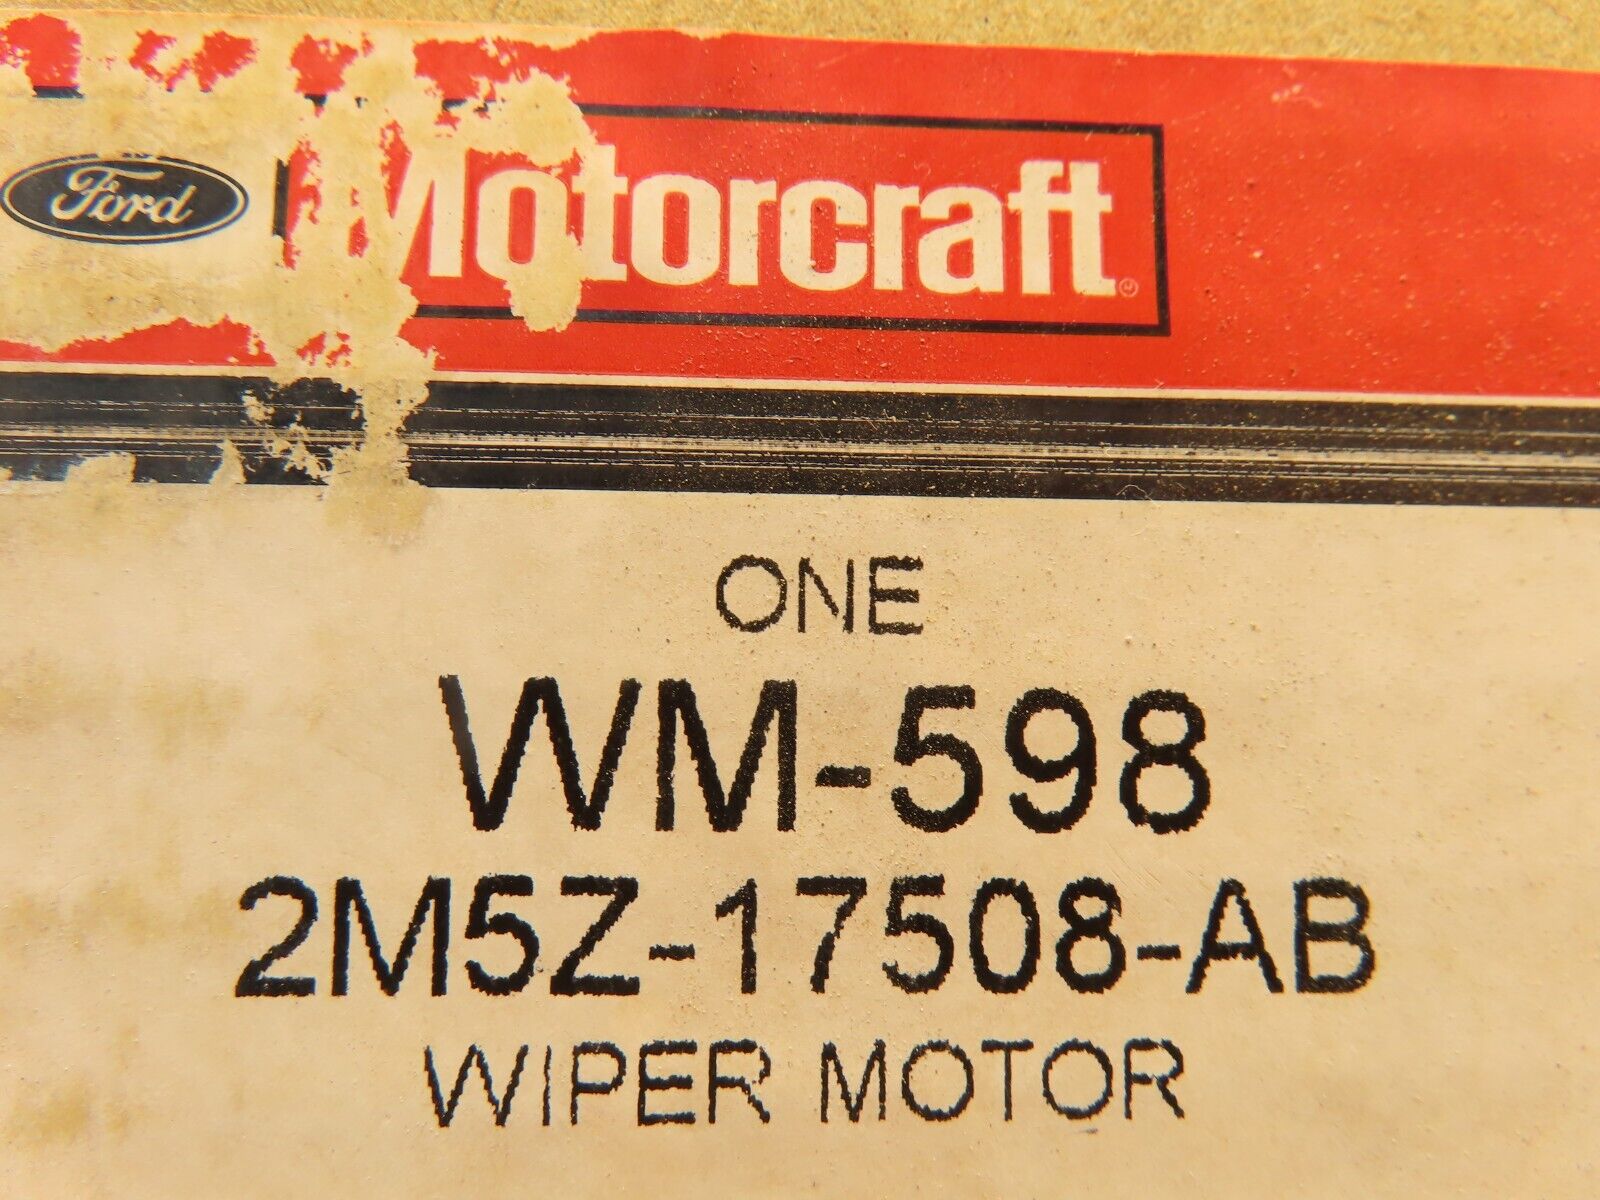 Ford
Motorcraft
ONE
WM-598
2M5Z-17508-AB
WIPER MOTOR